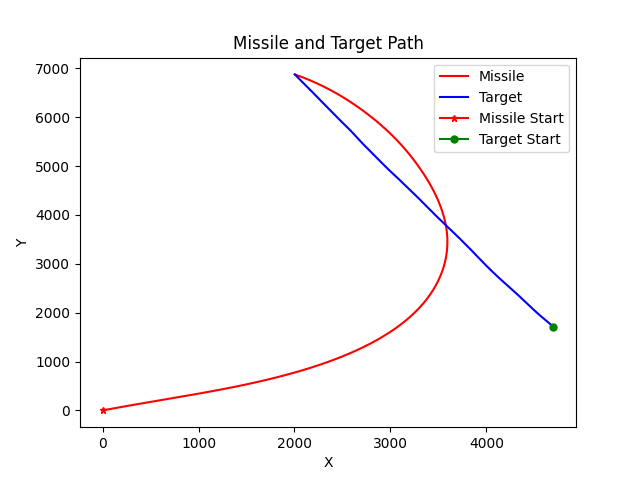 Missile and Target Path
Missile
Target
Missile Start
Target Start
7000
6000
5000
4000
3000
2000
1000
0
Y
0 1000 2000 3000 4000
X